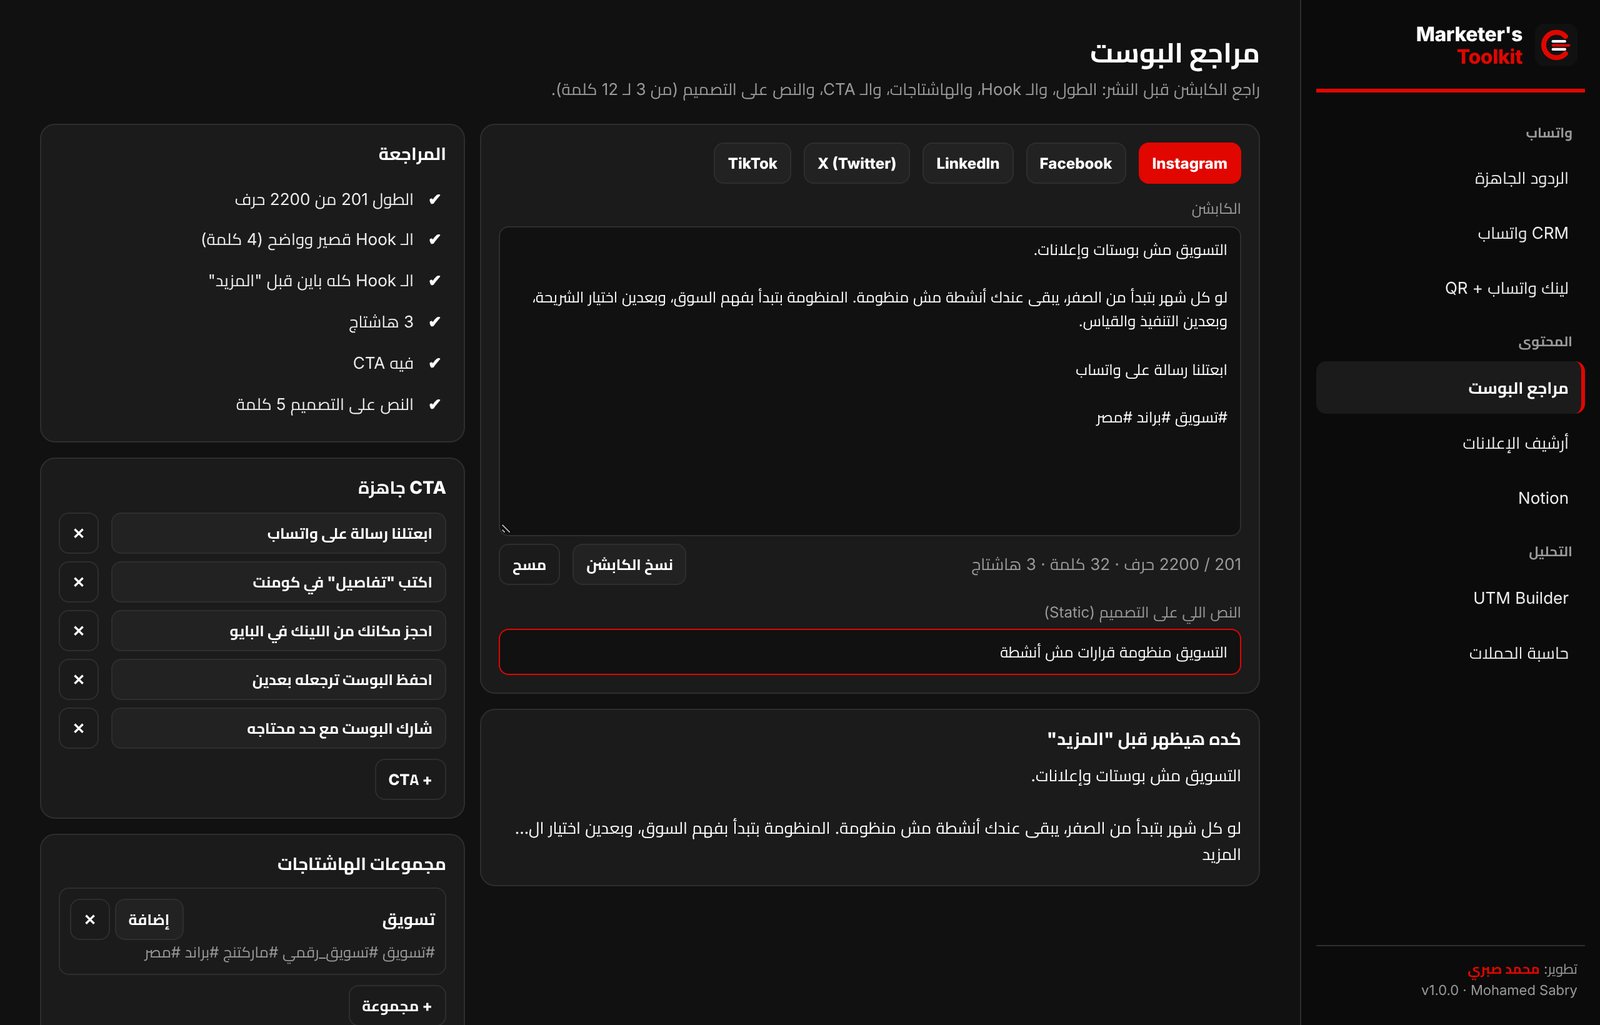 Marketer's
Toolkit
واتساب
الردود الجاهزة
CRM واتساب
لينك واتساب + QR
المحتوى
مراجع البوست
أرشيف الإعلانات
Notion
التحليل
UTM Builder
حاسبة الحملات
تطوير: محمد صبري
v1.0.0 · Mohamed Sabry
مراجع البوست
راجع الكابشن قبل النشر: الطول، والـ Hook، والهاشتاجات، والـ CTA، والنص على التصميم (من 3 لـ 12 كلمة).
Instagram
Facebook
LinkedIn
X (Twitter)
TikTok
الكابشن
التسويق مش بوستات وإعلانات.
لو كل شهر بتبدأ من الصفر، يبقى عندك أنشطة مش منظومة. المنظومة بتبدأ بفهم السوق، وبعدين اختيار الشريحة،
وبعدين التنفيذ والقياس.
ابعتلنا رسالة على واتساب
#تسويق #براند #مصر
201 / 2200 حرف · 32 كلمة · 3 هاشتاج
نسخ الكابشن
مسح
النص اللي على التصميم (Static)
التسويق منظومة قرارات مش أنشطة
كده هيظهر قبل "المزيد"
التسويق مش بوستات وإعلانات.
لو كل شهر بتبدأ من الصفر، يبقى عندك أنشطة مش منظومة. المنظومة بتبدأ بفهم السوق، وبعدين اختيار ال...
المزيد
المراجعة
✔ الطول 201 من 2200 حرف
✔ الـ Hook قصير وواضح (4 كلمة)
✔ الـ Hook كله باين قبل "المزيد"
✔ 3 هاشتاج
✔ فيه CTA
✔ النص على التصميم 5 كلمة
CTA جاهزة
ابعتلنا رسالة على واتساب ×
اكتب "تفاصيل" في كومنت ×
احجز مكانك من اللينك في البايو ×
احفظ البوست ترجعله بعدين ×
شارك البوست مع حد محتاجه ×
+ CTA
مجموعات الهاشتاجات
تسويق
إضافة ×
#تسويق #تسويق_رقمي #ماركتنج #براند #مصر
+ مجموعة